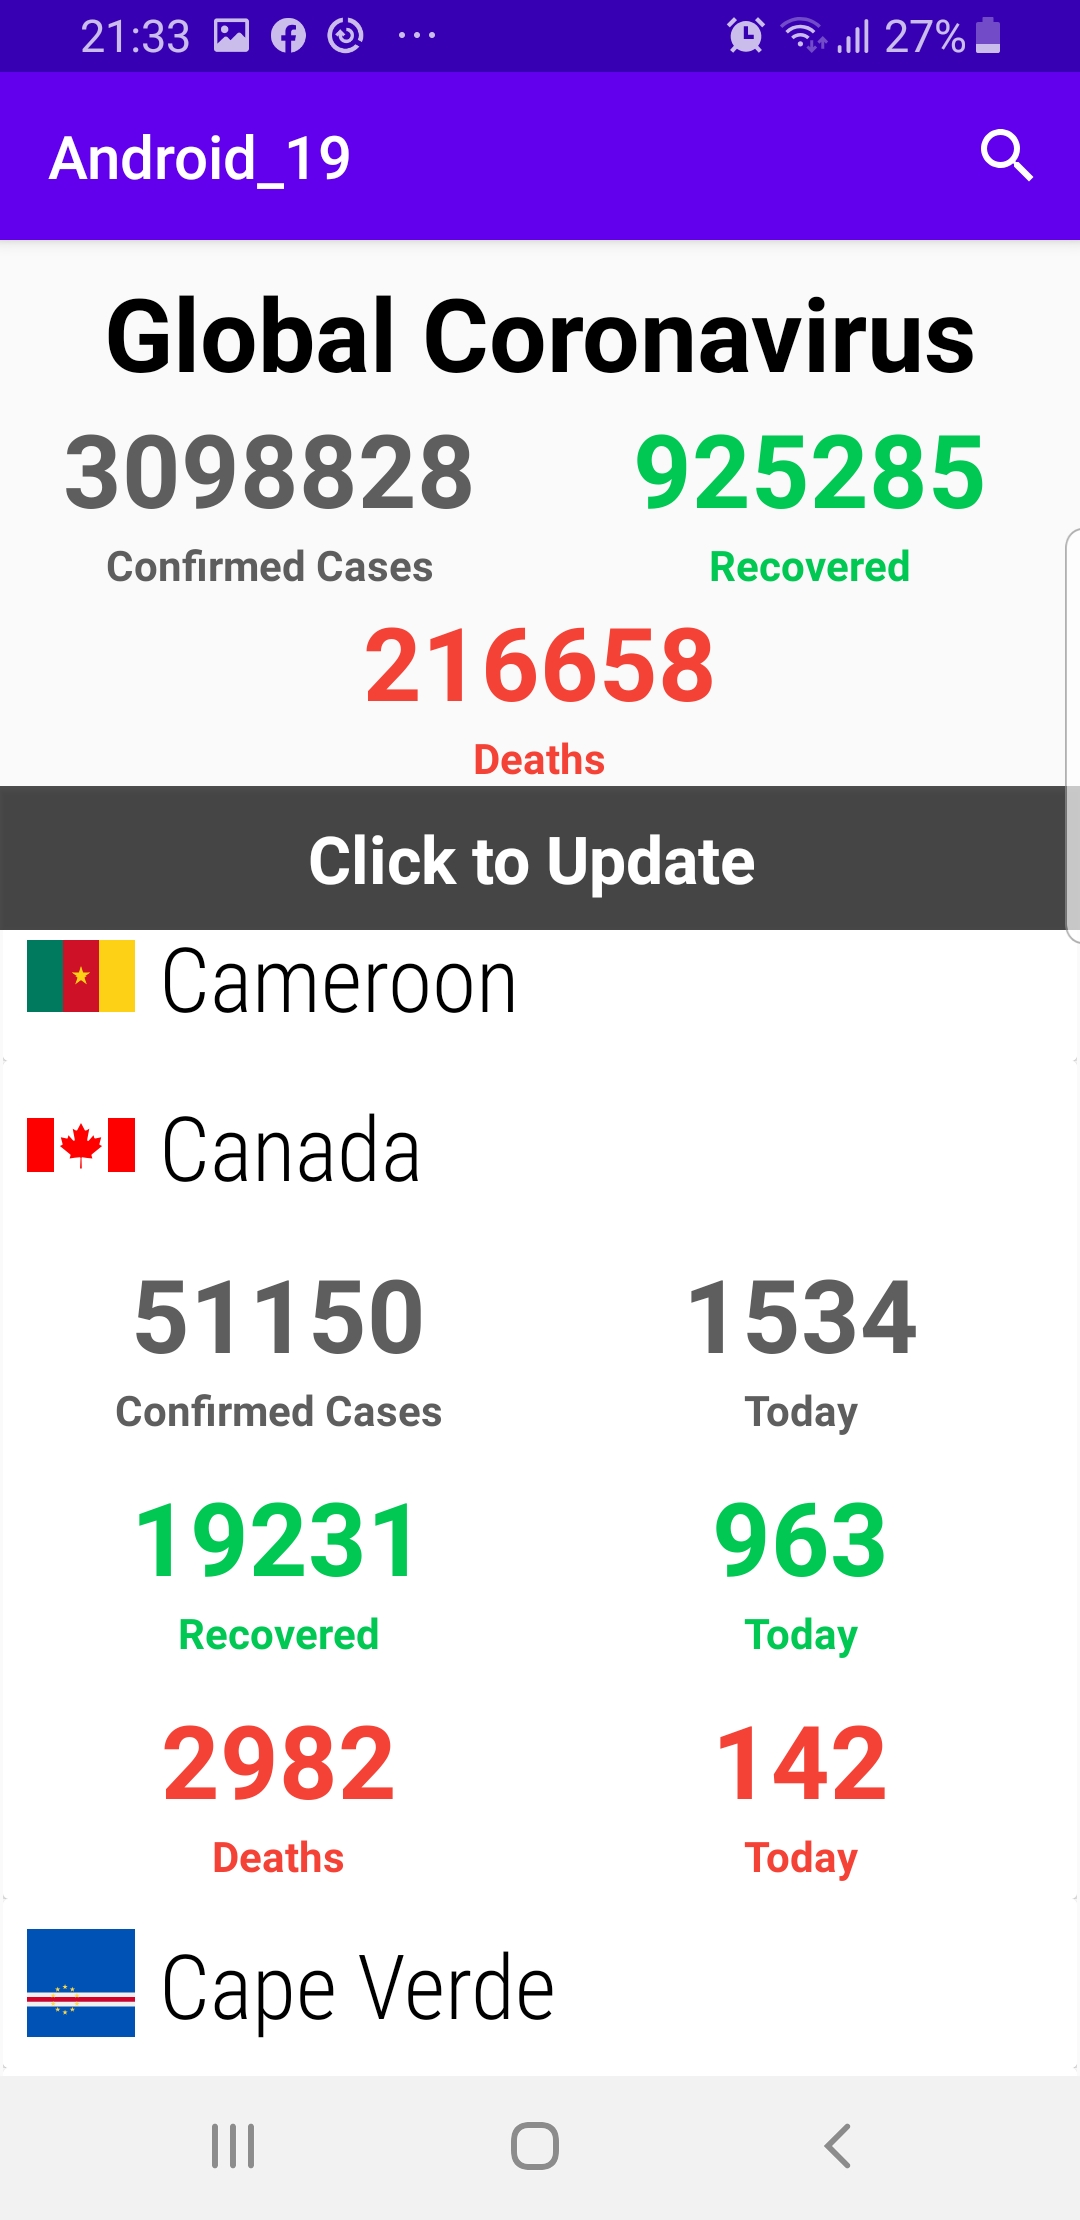 21:33 27%
Android_19
Global Coronavirus
3098828 925285
Confirmed Cases Recovered
216658
Deaths
Click to Update
Cameroon
Canada
51150 1534
Confirmed Cases Today
19231 963
Recovered Today
2982 142
Deaths Today
Cape Verde